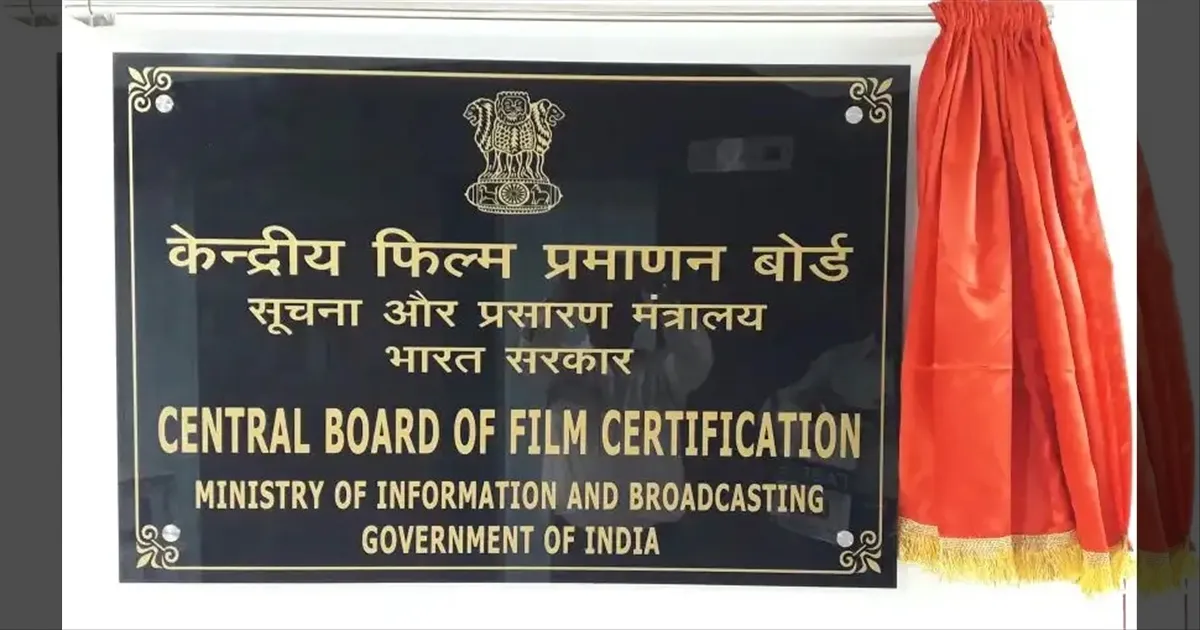 केन्द्रीय फिल्म प्रमाणन बोर्ड
सूचना और प्रसारण मंत्रालय
भारत सरकार
CENTRAL BOARD OF FILM CERTIFICATION
MINISTRY OF INFORMATION AND BROADCASTING
GOVERNMENT OF INDIA